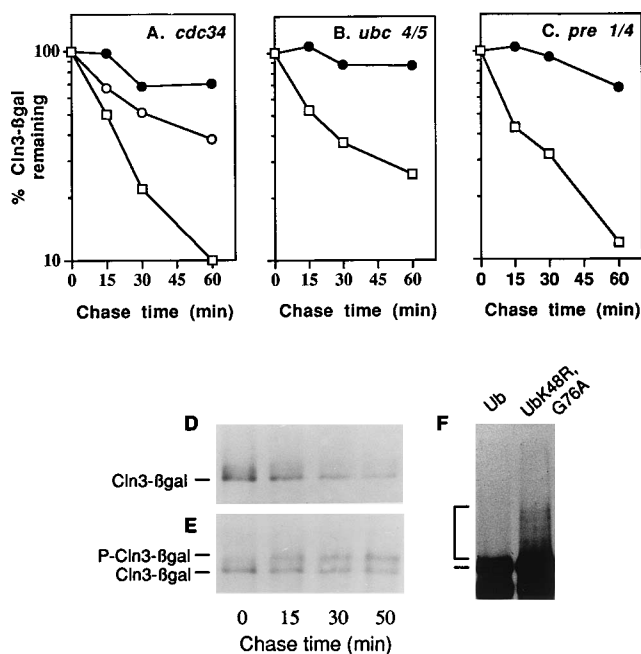 A. cdc34
B. ubc 4/5
C. pre 1/4
% Cln3-ßgal
remaining
100
10
0 15 30 45 60
0 15 30 45 60
0 15 30 45 60
Chase time (min)
Chase time (min)
Chase time (min)
D
Cln3-ßgal
E
P-Cln3-ßgal
Cln3-ßgal
0 15 30 50
Chase time (min)
F
Ub
UbK48R,
G76A